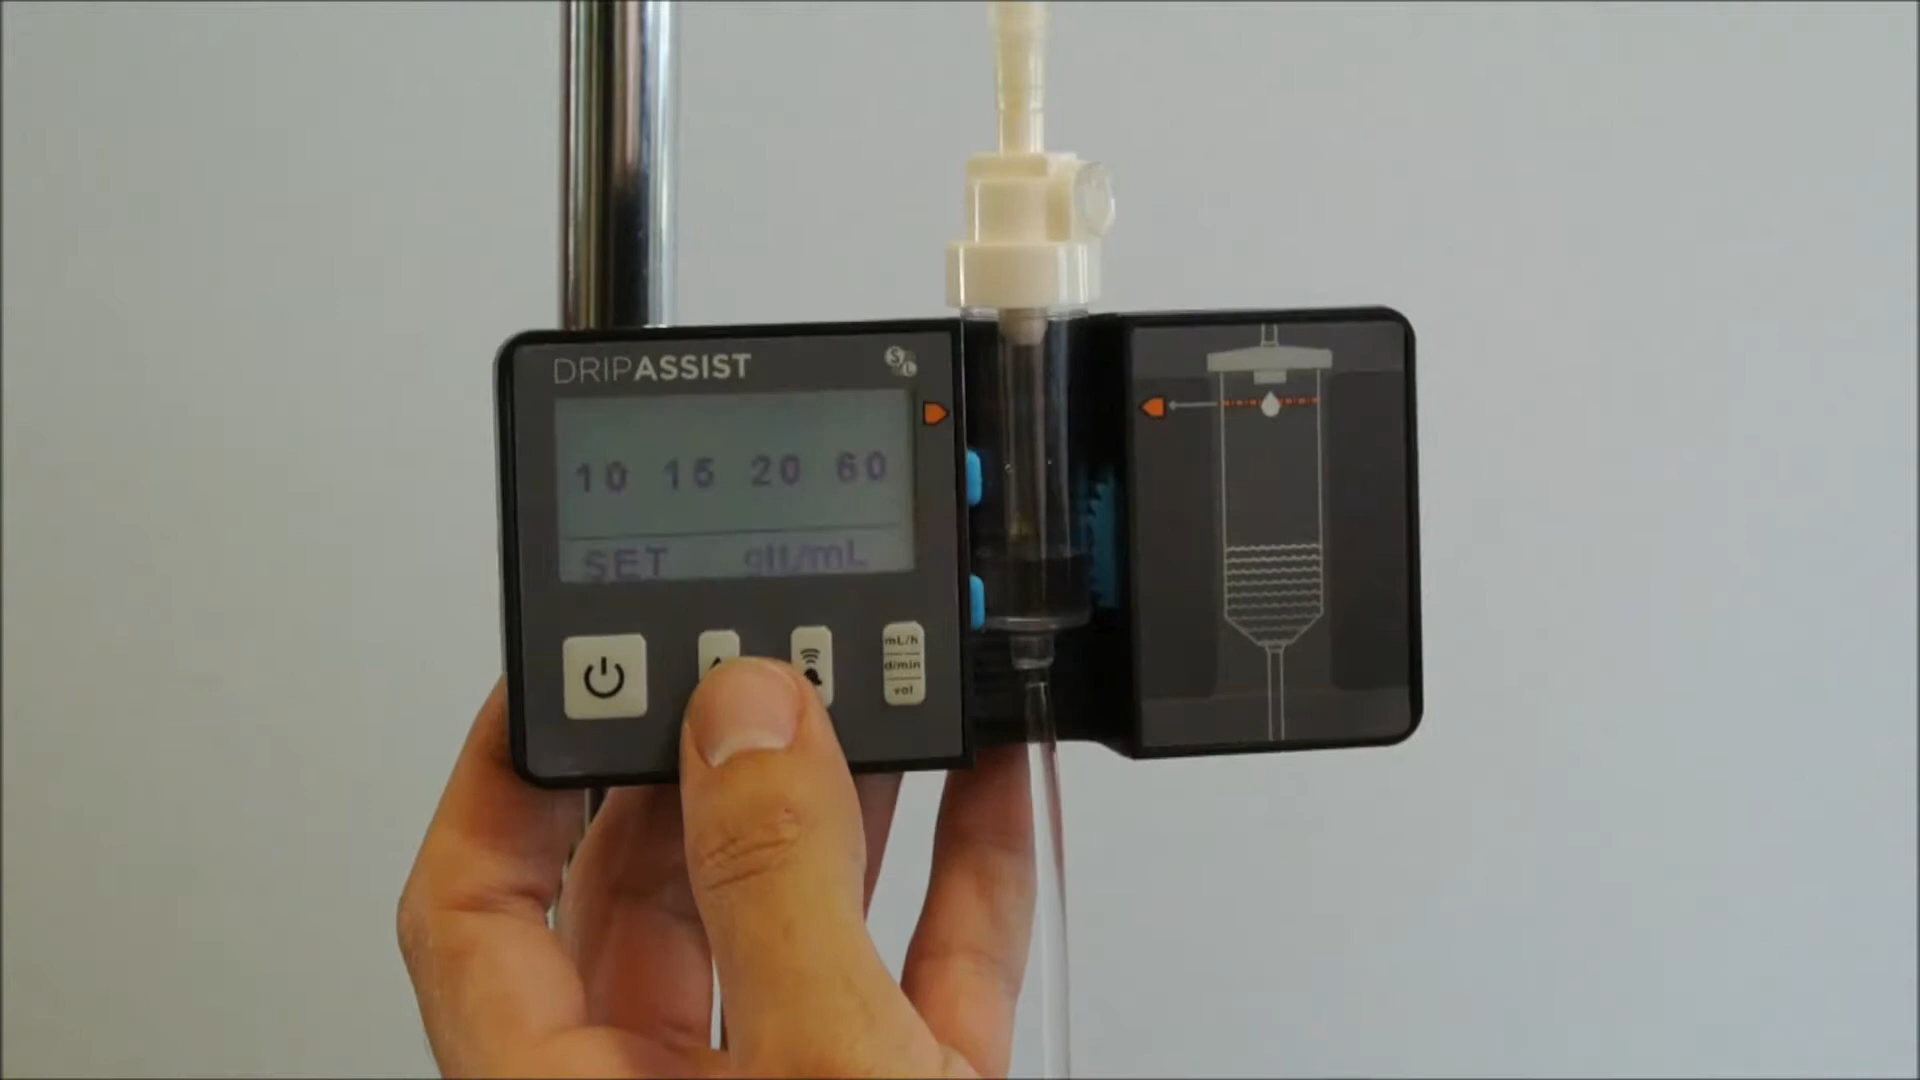 DRIPASSIST
S
L
10 15 20 60
SET gtt/mL
mL/h
d/min
vol